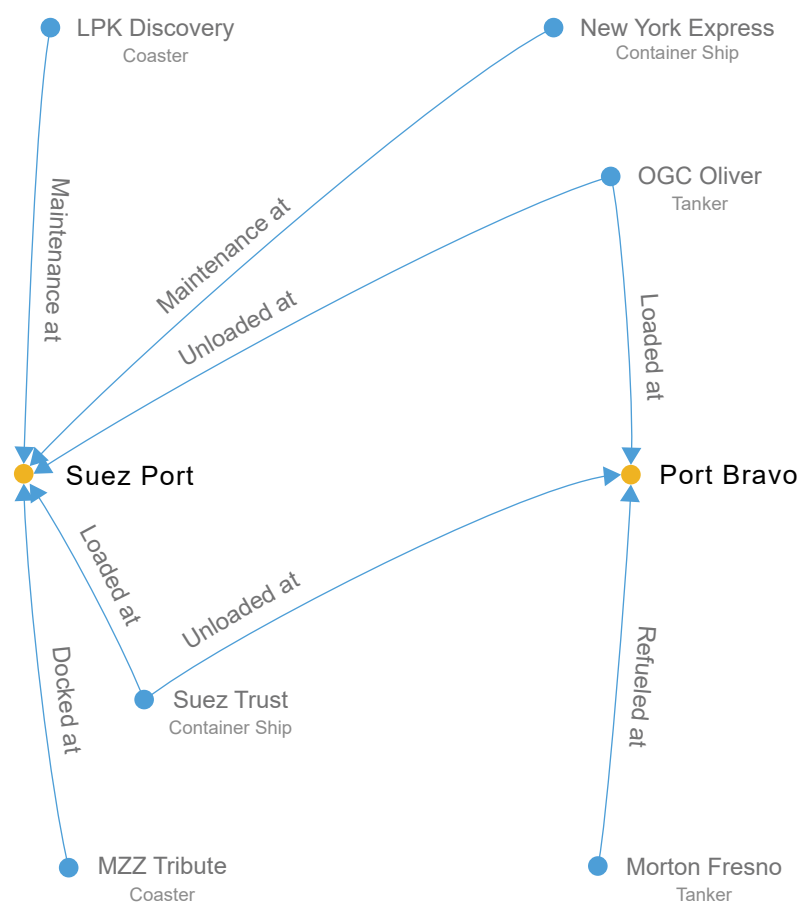 LPK Discovery
Coaster
New York Express
Container Ship
OGC Oliver
Tanker
Maintenance at
Maintenance at
Unloaded at
Loaded at
Suez Port
Port Bravo
Loaded at
Unloaded at
Docked at
Refueled at
Suez Trust
Container Ship
MZZ Tribute
Coaster
Morton Fresno
Tanker